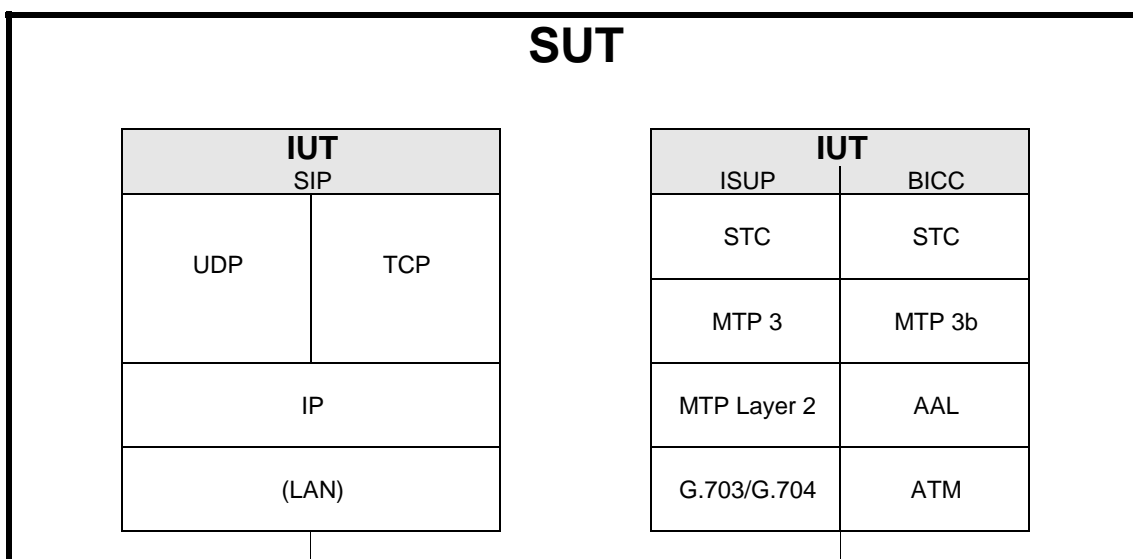 SUT
IUT
SIP
UDP TCP
IP
(LAN)
IUT
ISUP BICC
STC STC
MTP 3 MTP 3b
MTP Layer 2 AAL
G.703/G.704 ATM